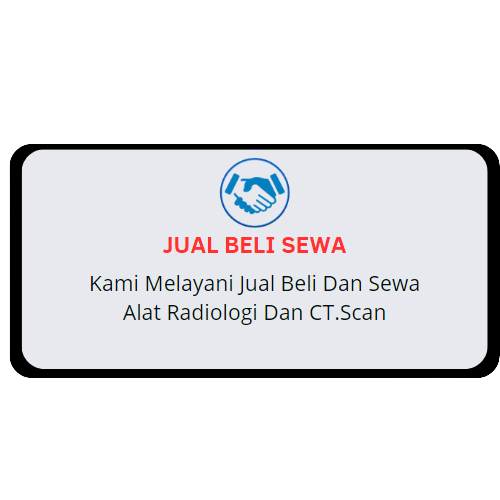 JUAL BELI SEWA
Kami Melayani Jual Beli Dan Sewa
Alat Radiologi Dan CT.Scan